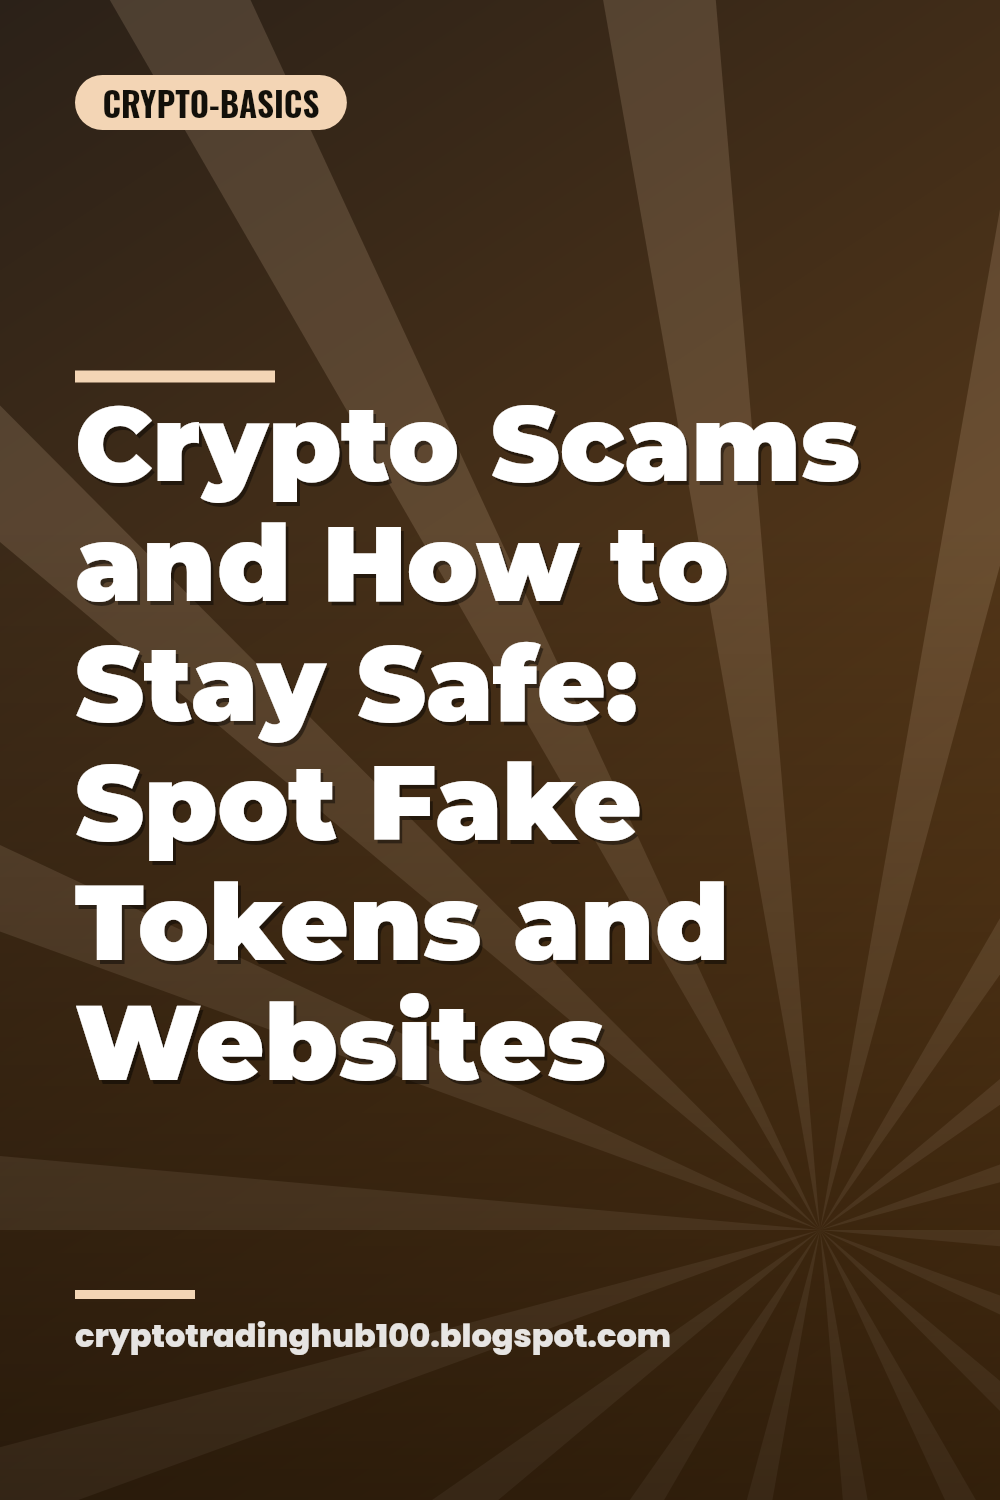 CRYPTO-BASICS
Crypto Scams
and How to
Stay Safe:
Spot Fake
Tokens and
Websites
cryptotradinghub100.blogspot.com